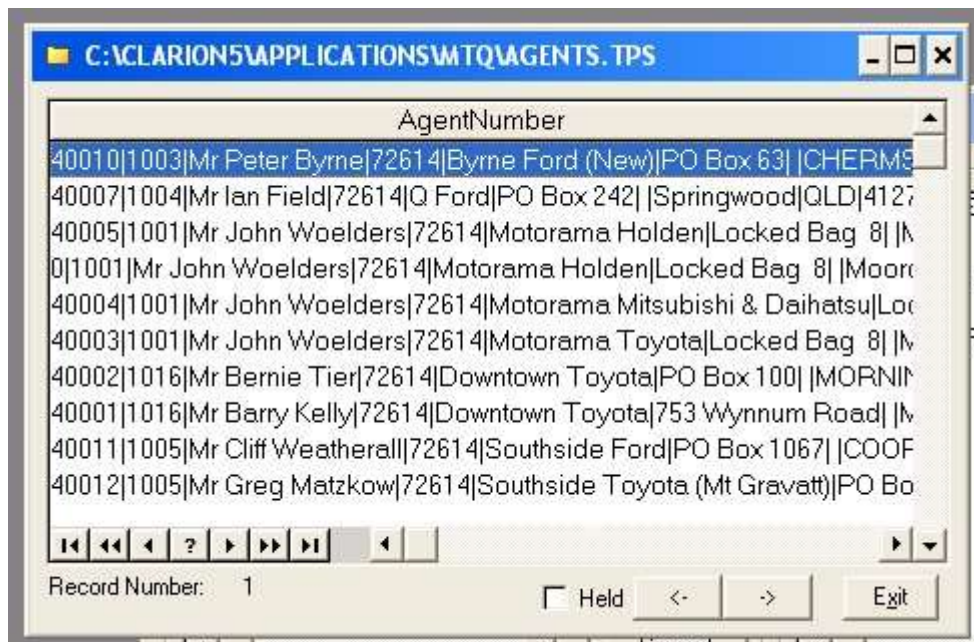 C:\CLARION5\APPLICATIONS\MTQ\AGENTS.TPS
AgentNumber
40010|1003|Mr Peter Byrne|72614|Byrne Ford (New)|PO Box 63| |CHERMS
40007|1004|Mr Ian Field|72614|Q Ford|PO Box 242| |Springwood|QLD|4127
40005|1001|Mr John Woelders|72614|Motorama Holden|Locked Bag  8| |M
0|1001|Mr John Woelders|72614|Motorama Holden|Locked Bag  8| |Mooro
40004|1001|Mr John Woelders|72614|Motorama Mitsubishi & Daihatsu|Loc
40003|1001|Mr John Woelders|72614|Motorama Toyota|Locked Bag  8| |M
40002|1016|Mr Bernie Tier|72614|Downtown Toyota|PO Box 100| |MORNIN
40001|1016|Mr Barry Kelly|72614|Downtown Toyota|753 Wynnum Road| |M
40011|1005|Mr Cliff Weatherall|72614|Southside Ford|PO Box 1067| |COOP
40012|1005|Mr Greg Matzkow|72614|Southside Toyota (Mt Gravatt)|PO Bo
?
Record Number: 1 Held <- -> Exit